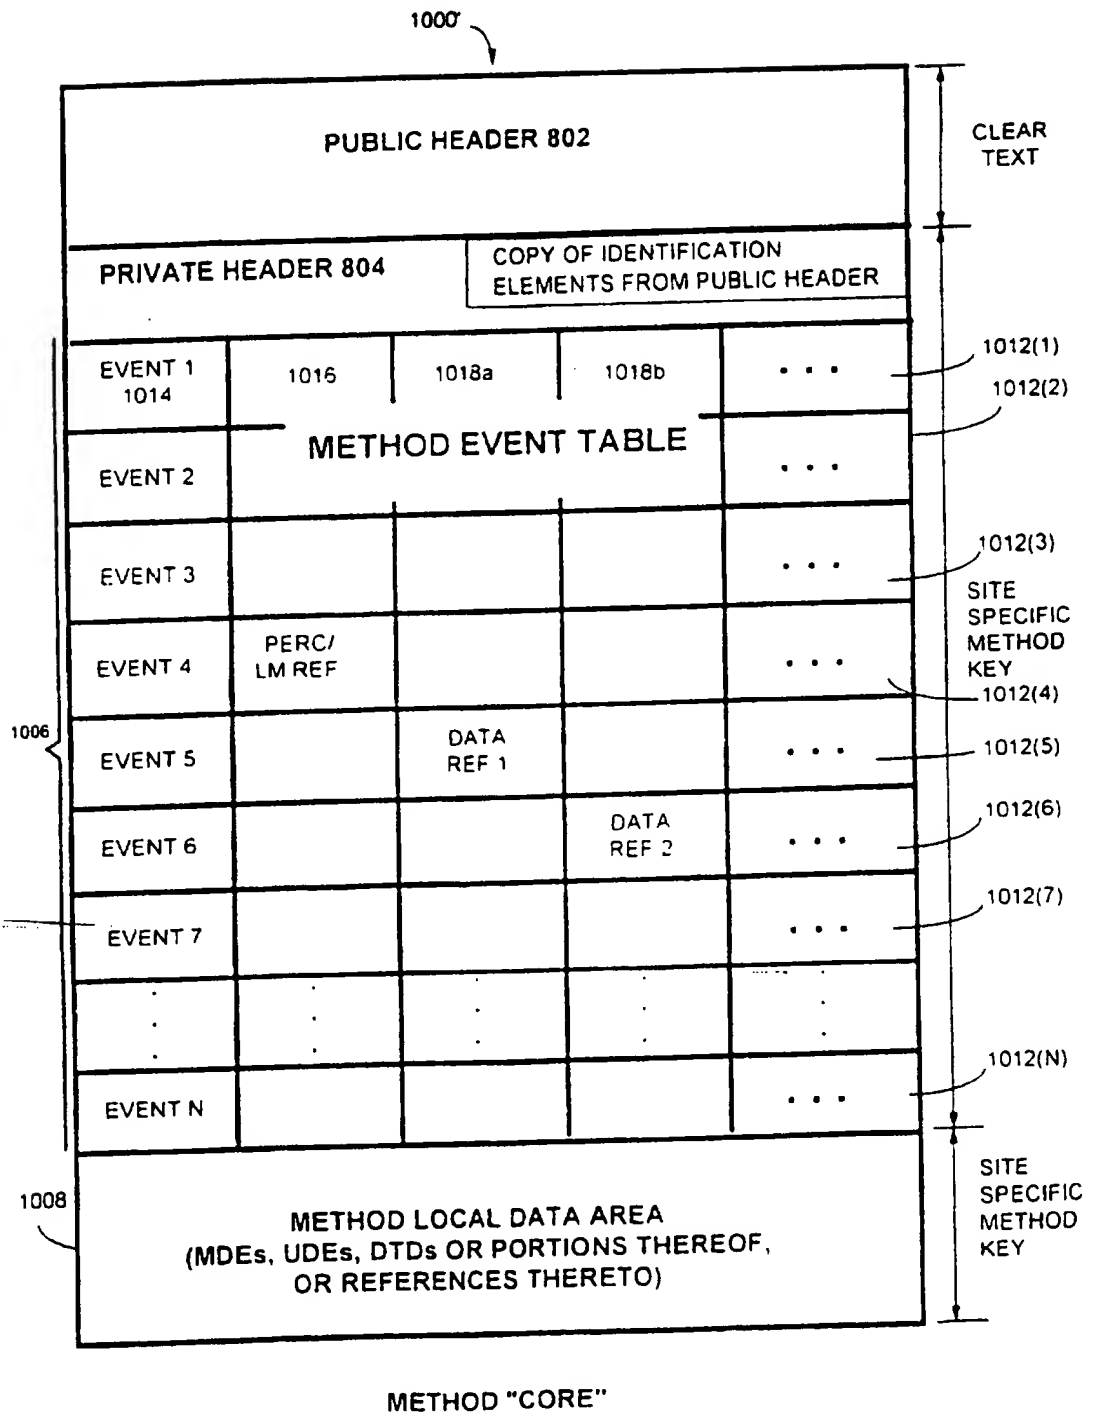 1000
PUBLIC HEADER 802
CLEAR
TEXT
PRIVATE HEADER 804
COPY OF IDENTIFICATION
ELEMENTS FROM PUBLIC HEADER
EVENT 1
1014
1016
1018a
1018b
• • •
1012(1)
1012(2)
METHOD EVENT TABLE
EVENT 2
• • •
EVENT 3
• • •
1012(3)
SITE
SPECIFIC
METHOD
KEY
EVENT 4
PERC/
LM REF
• • •
1012(4)
1006
EVENT 5
DATA
REF 1
• • •
1012(5)
EVENT 6
DATA
REF 2
• • •
1012(6)
EVENT 7
• • •
1012(7)
EVENT N
• • •
1012(N)
1008
METHOD LOCAL DATA AREA
(MDEs, UDEs, DTDs OR PORTIONS THEREOF,
OR REFERENCES THERETO)
SITE
SPECIFIC
METHOD
KEY
METHOD "CORE"